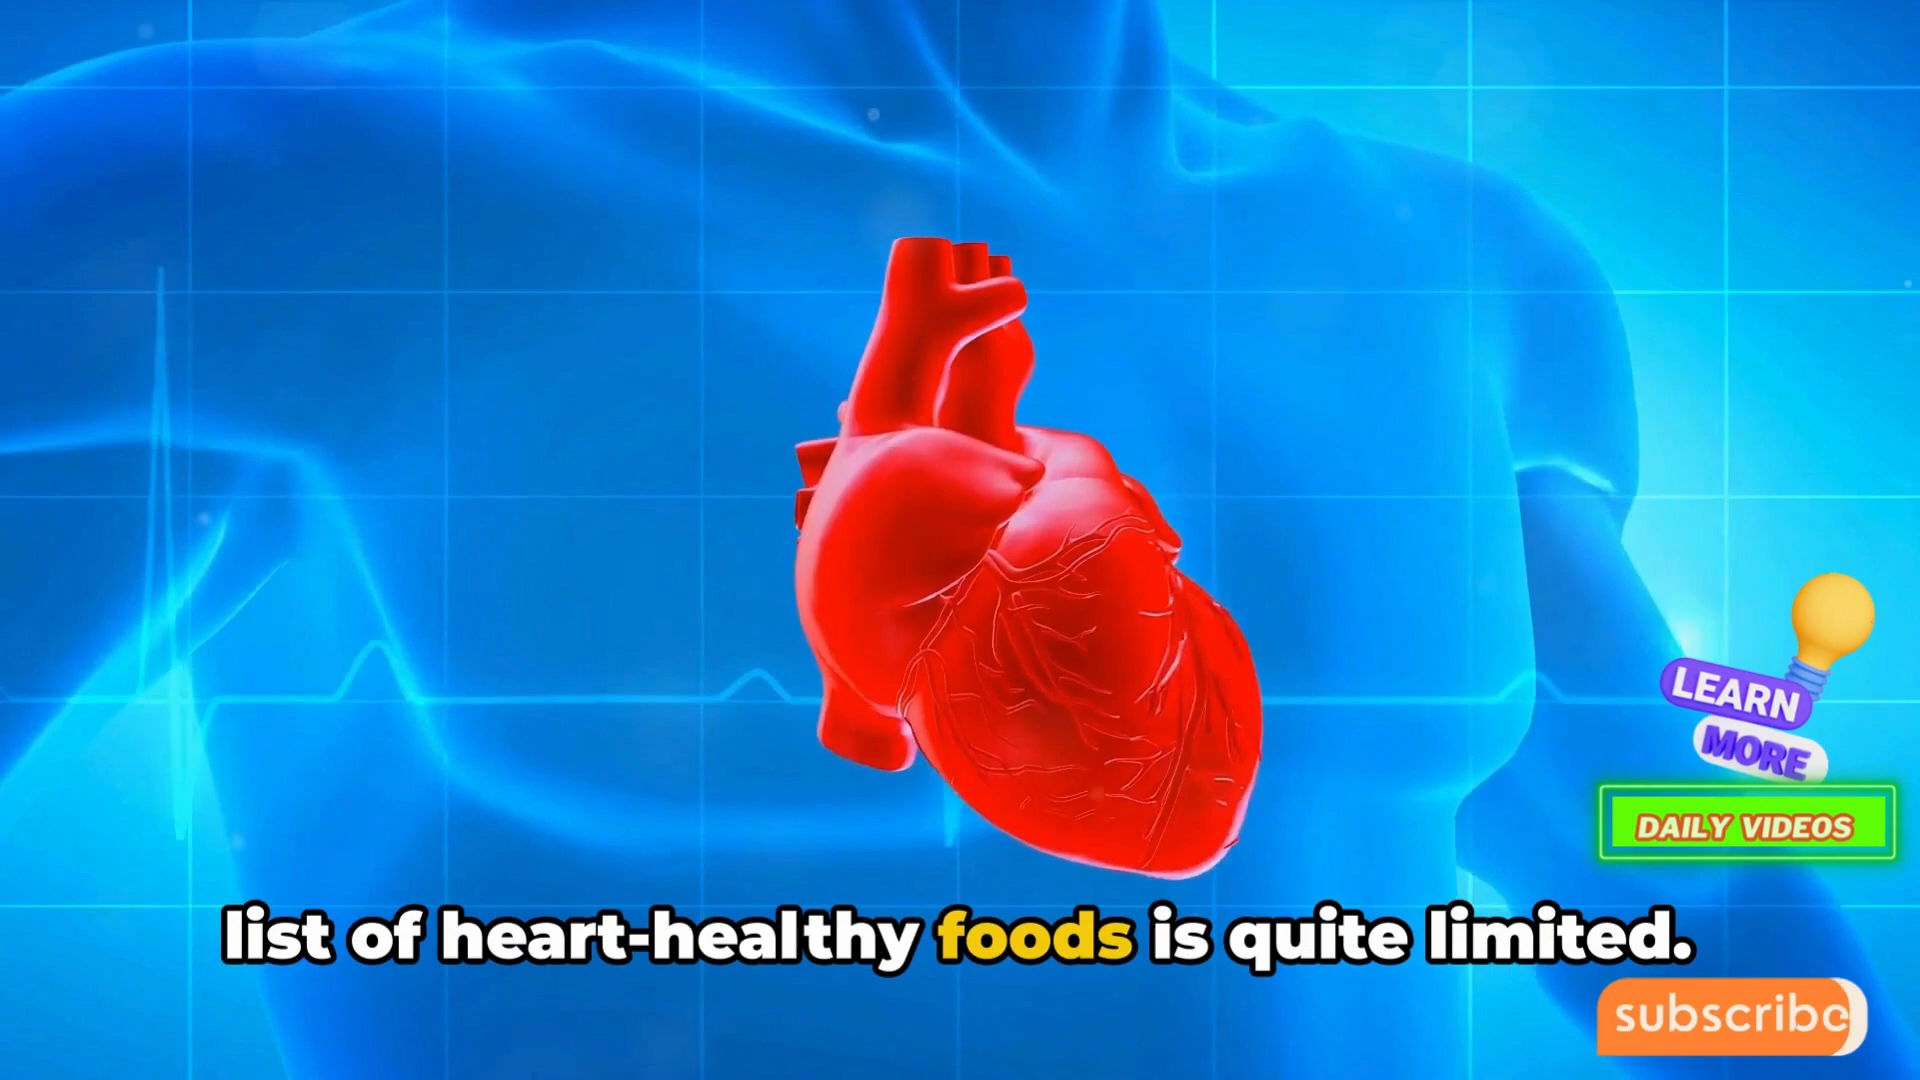 LEARN
MORE
DAILY VIDEOS
list of heart-healthy foods is quite limited.
subscribe